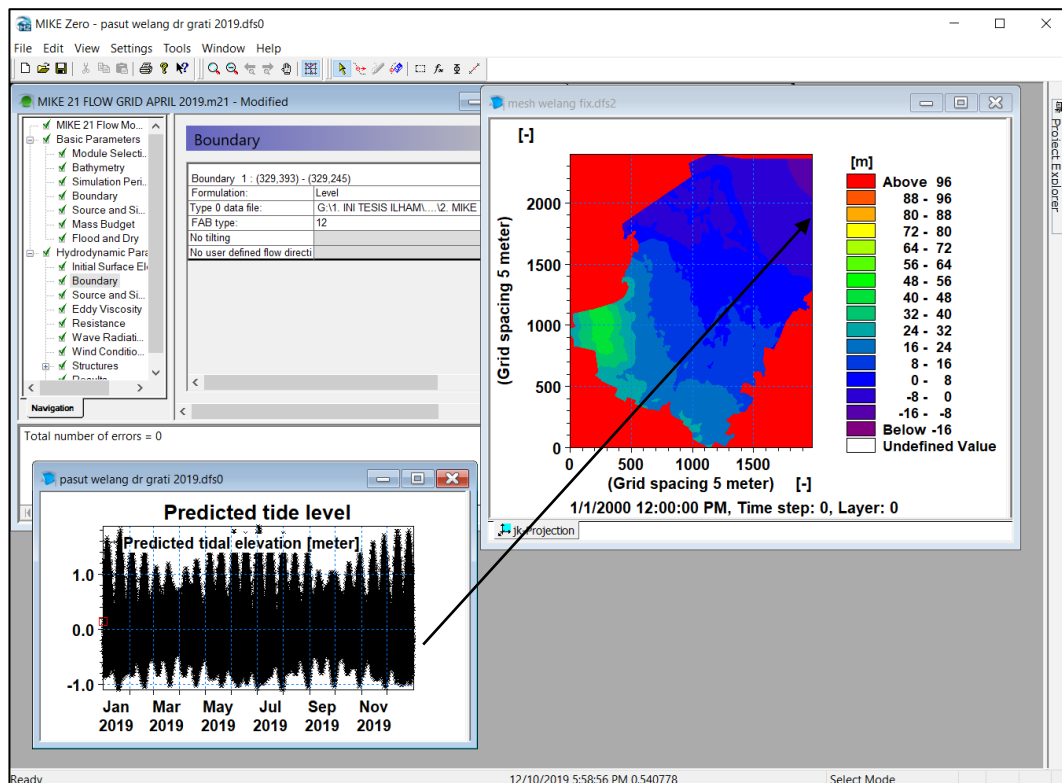 MIKE Zero - pasut welang dr grati 2019.dfs0
File Edit View Settings Tools Window Help
MIKE 21 FLOW GRID APRIL 2019.m21 - Modified
MIKE 21 Flow Mo...
Basic Parameters
Module Selecti...
Bathymetry
Simulation Peri...
Boundary
Source and Si...
Mass Budget
Flood and Dry
Hydrodynamic Para
Initial Surface El
Boundary
Source and Si...
Eddy Viscosity
Resistance
Wave Radiati...
Wind Conditio...
Structures
Navigation
Boundary
Boundary 1 : (329,393) - (329,245)
Formulation: Level
Type 0 data file: G:\1. INI TESIS ILHAM\....\2. MIKE
FAB type: 12
No tilting
No user defined flow directi
Total number of errors = 0
mesh welang fix.dfs2
[-]
2000
1500
1000
500
0
(Grid spacing 5 meter)
0 500 1000 1500
(Grid spacing 5 meter) [-]
1/1/2000 12:00:00 PM, Time step: 0, Layer: 0
jk-Projection
[m]
Above 96
88 - 96
80 - 88
72 - 80
64 - 72
56 - 64
48 - 56
40 - 48
32 - 40
24 - 32
16 - 24
8 - 16
0 - 8
-8 - 0
-16 - -8
Below -16
Undefined Value
Project Explorer
pasut welang dr grati 2019.dfs0
Predicted tide level
Predicted tidal elevation [meter]
1.0
0.0
-1.0
Jan Mar May Jul Sep Nov
2019 2019 2019 2019 2019 2019
Ready 12/10/2019 5:58:56 PM 0.540778 Select Mode